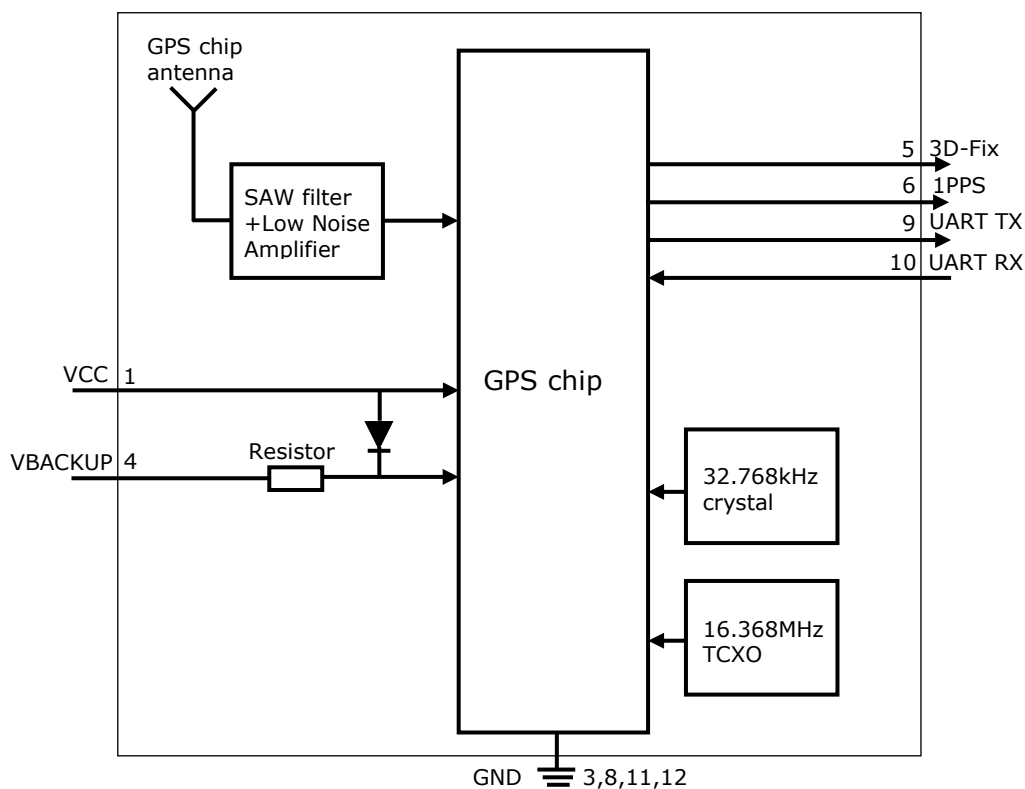 GPS chip
antenna
SAW filter
+Low Noise
Amplifier
5 3D-Fix
6 1PPS
9 UART TX
10 UART RX
VCC 1
GPS chip
VBACKUP 4
Resistor
32.768kHz
crystal
16.368MHz
TCXO
GND 3,8,11,12